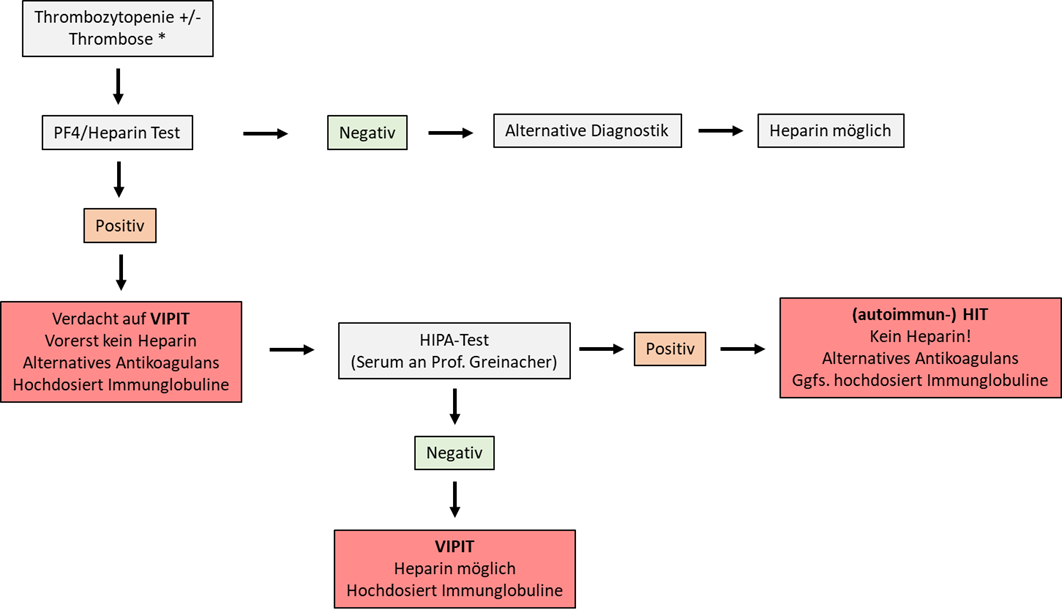 Thrombozytopenie +/-
Thrombose *
PF4/Heparin Test
Negativ
Alternative Diagnostik
Heparin möglich
Positiv
Verdacht auf VIPIT
Vorerst kein Heparin
Alternatives Antikoagulans
Hochdosiert Immunglobuline
HIPA-Test
(Serum an Prof. Greinacher)
Positiv
(autoimmun-) HIT
Kein Heparin!
Alternatives Antikoagulans
Ggfs. hochdosiert Immunglobuline
Negativ
VIPIT
Heparin möglich
Hochdosiert Immunglobuline